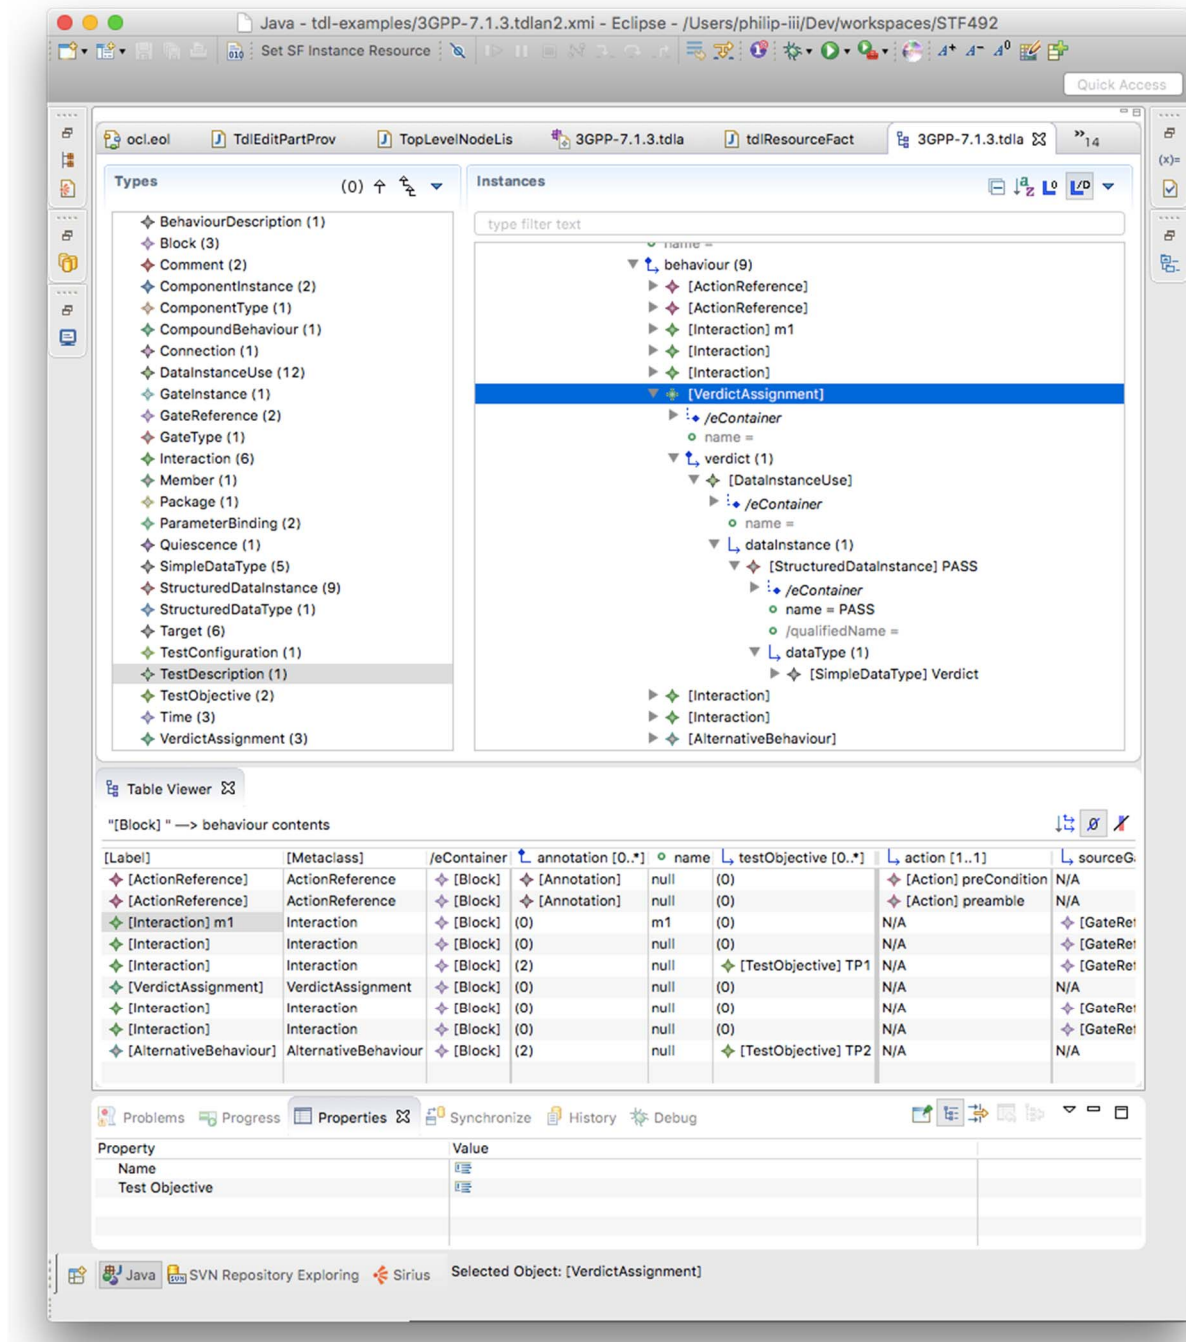 Java - tdl-examples/3GPP-7.1.3.tdlan2.xmi - Eclipse - /Users/philip-iii/Dev/workspaces/STF492
Set SF Instance Resource
Quick Access
ocl.eol TdlEditPartProv TopLevelNodeLis 3GPP-7.1.3.tdla tdlResourceFact 3GPP-7.1.3.tdla »14
Types (0)
BehaviourDescription (1)
Block (3)
Comment (2)
ComponentInstance (2)
ComponentType (1)
CompoundBehaviour (1)
Connection (1)
DataInstanceUse (12)
GateInstance (1)
GateReference (2)
GateType (1)
Interaction (6)
Member (1)
Package (1)
ParameterBinding (2)
Quiescence (1)
SimpleDataType (5)
StructuredDataInstance (9)
StructuredDataType (1)
Target (6)
TestConfiguration (1)
TestDescription (1)
TestObjective (2)
Time (3)
VerdictAssignment (3)
Instances
type filter text
name =
behaviour (9)
[ActionReference]
[ActionReference]
[Interaction] m1
[Interaction]
[Interaction]
[VerdictAssignment]
/eContainer
name =
verdict (1)
[DataInstanceUse]
/eContainer
name =
dataInstance (1)
[StructuredDataInstance] PASS
/eContainer
name = PASS
/qualifiedName =
dataType (1)
[SimpleDataType] Verdict
[Interaction]
[Interaction]
[AlternativeBehaviour]
(x)=
Table Viewer
"[Block] " —> behaviour contents
[Label] [Metaclass] /eContainer annotation [0..*] name testObjective [0..*] action [1..1] sourceG
[ActionReference] ActionReference [Block] [Annotation] null (0) [Action] preCondition N/A
[ActionReference] ActionReference [Block] [Annotation] null (0) [Action] preamble N/A
[Interaction] m1 Interaction [Block] (0) m1 (0) N/A [GateRef
[Interaction] Interaction [Block] (0) null (0) N/A [GateRef
[Interaction] Interaction [Block] (2) null [TestObjective] TP1 N/A [GateRef
[VerdictAssignment] VerdictAssignment [Block] (0) null (0) N/A N/A
[Interaction] Interaction [Block] (0) null (0) N/A [GateRef
[Interaction] Interaction [Block] (0) null (0) N/A [GateRef
[AlternativeBehaviour] AlternativeBehaviour [Block] (2) null [TestObjective] TP2 N/A N/A
Problems Progress Properties Synchronize History Debug
Property Value
Name
Test Objective
Java SVN Repository Exploring Sirius Selected Object: [VerdictAssignment]